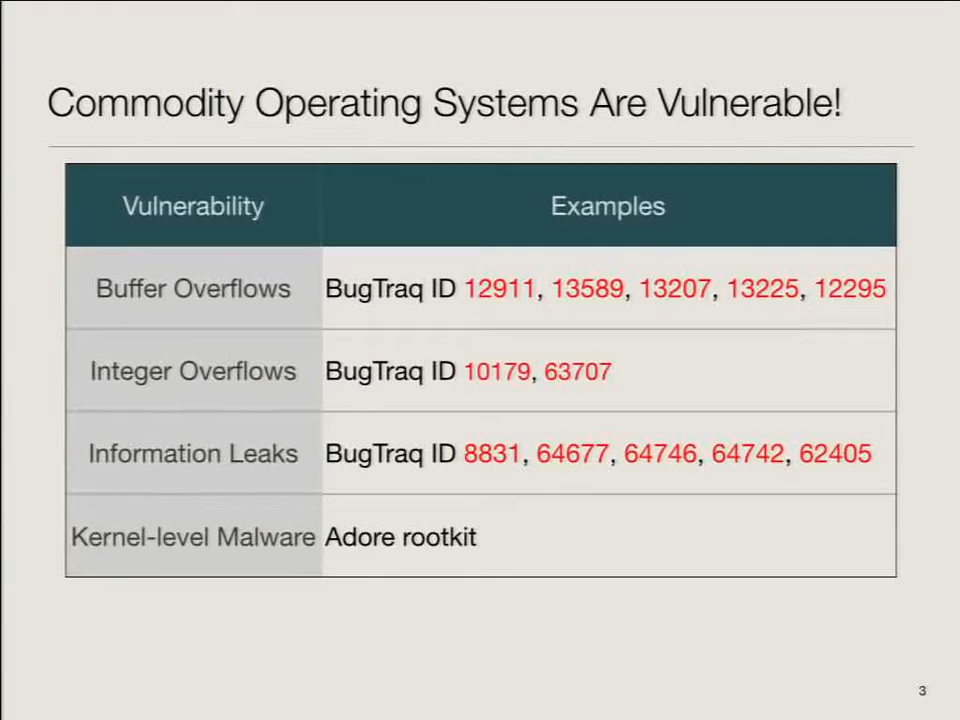 Commodity Operating Systems Are Vulnerable!
Vulnerability Examples
Buffer Overflows BugTraq ID 12911, 13589, 13207, 13225, 12295
Integer Overflows BugTraq ID 10179, 63707
Information Leaks BugTraq ID 8831, 64677, 64746, 64742, 62405
Kernel-level Malware Adore rootkit
3